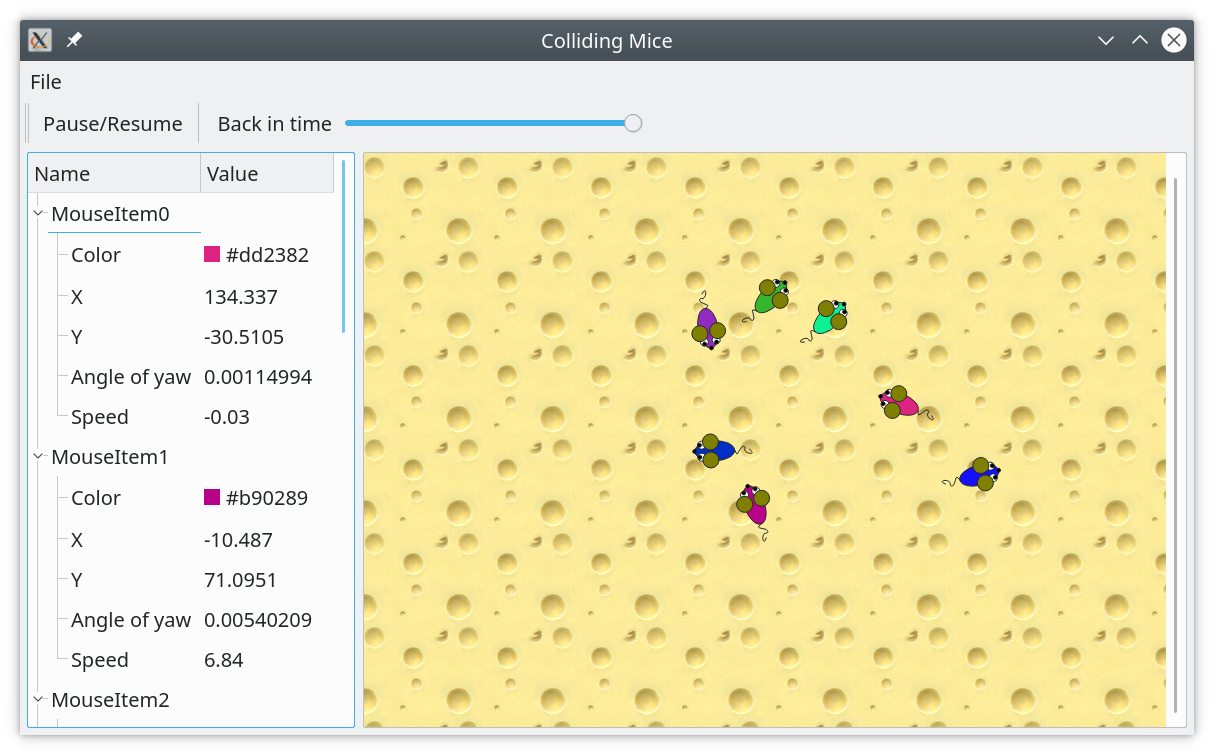 Colliding Mice
File
Pause/Resume Back in time
Name Value
MouseItem0
Color #dd2382
X 134.337
Y -30.5105
Angle of yaw 0.00114994
Speed -0.03
MouseItem1
Color #b90289
X -10.487
Y 71.0951
Angle of yaw 0.00540209
Speed 6.84
MouseItem2